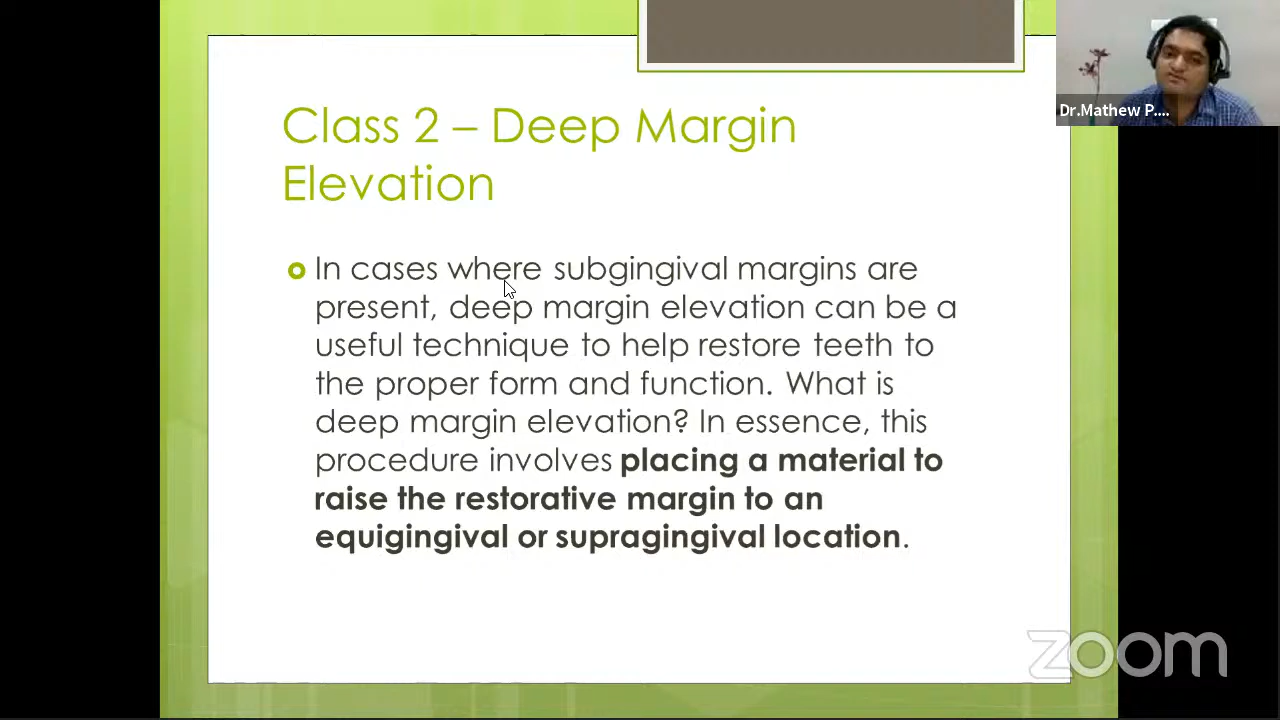 Class 2 – Deep Margin
Elevation
In cases where subgingival margins are
present, deep margin elevation can be a
useful technique to help restore teeth to
the proper form and function. What is
deep margin elevation? In essence, this
procedure involves placing a material to
raise the restorative margin to an
equigingival or supragingival location.
Dr.Mathew P....
zoom